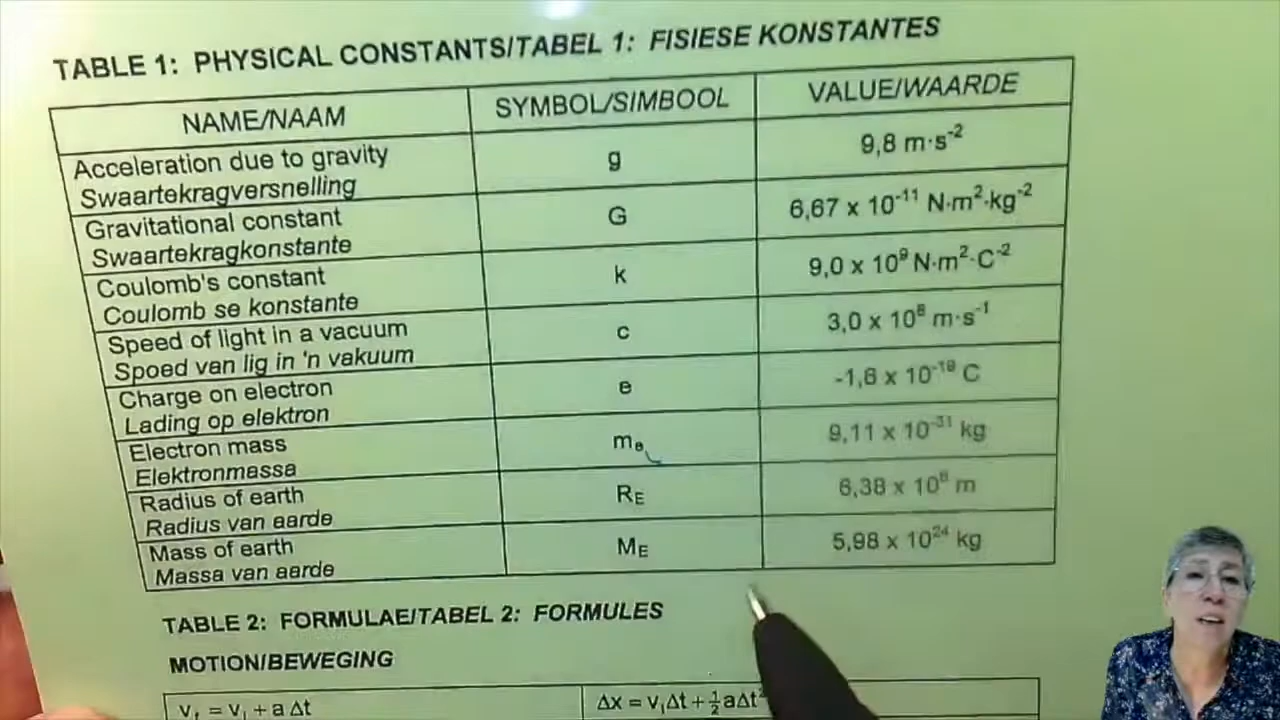 TABLE 1: PHYSICAL CONSTANTS/TABEL 1: FISIESE KONSTANTES
NAME/NAAM SYMBOL/SIMBOOL VALUE/WAARDE
Acceleration due to gravity
Swaartekragversnelling g 9,8 m·s⁻²
Gravitational constant
Swaartekragkonstante G 6,67 x 10⁻¹¹ N·m²·kg⁻²
Coulomb's constant
Coulomb se konstante k 9,0 x 10⁹ N·m²·C⁻²
Speed of light in a vacuum
Spoed van lig in 'n vakuum c 3,0 x 10⁸ m·s⁻¹
Charge on electron
Lading op elektron e -1,6 x 10⁻¹⁹ C
Electron mass
Elektronmassa mₑ 9,11 x 10⁻³¹ kg
Radius of earth
Radius van aarde R_E 6,38 x 10⁶ m
Mass of earth
Massa van aarde M_E 5,98 x 10²⁴ kg
TABLE 2: FORMULAE/TABEL 2: FORMULES
MOTION/BEWEGING
v_f = v_i + a Δt Δx = v_iΔt + ½aΔt²